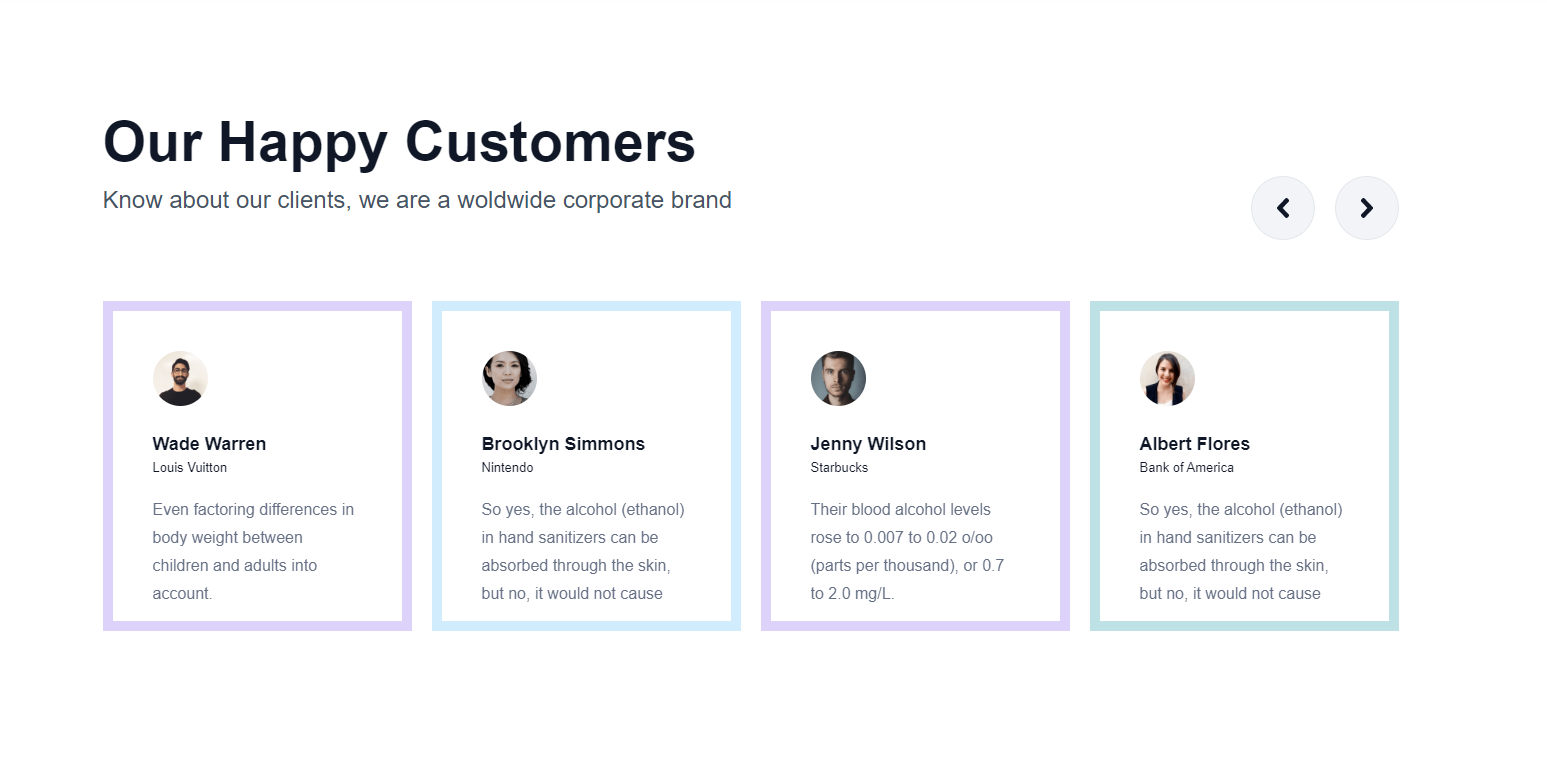 Our Happy Customers
Know about our clients, we are a woldwide corporate brand
Wade Warren
Louis Vuitton
Even factoring differences in
body weight between
children and adults into
account.
Brooklyn Simmons
Nintendo
So yes, the alcohol (ethanol)
in hand sanitizers can be
absorbed through the skin,
but no, it would not cause
Jenny Wilson
Starbucks
Their blood alcohol levels
rose to 0.007 to 0.02 o/oo
(parts per thousand), or 0.7
to 2.0 mg/L.
Albert Flores
Bank of America
So yes, the alcohol (ethanol)
in hand sanitizers can be
absorbed through the skin,
but no, it would not cause